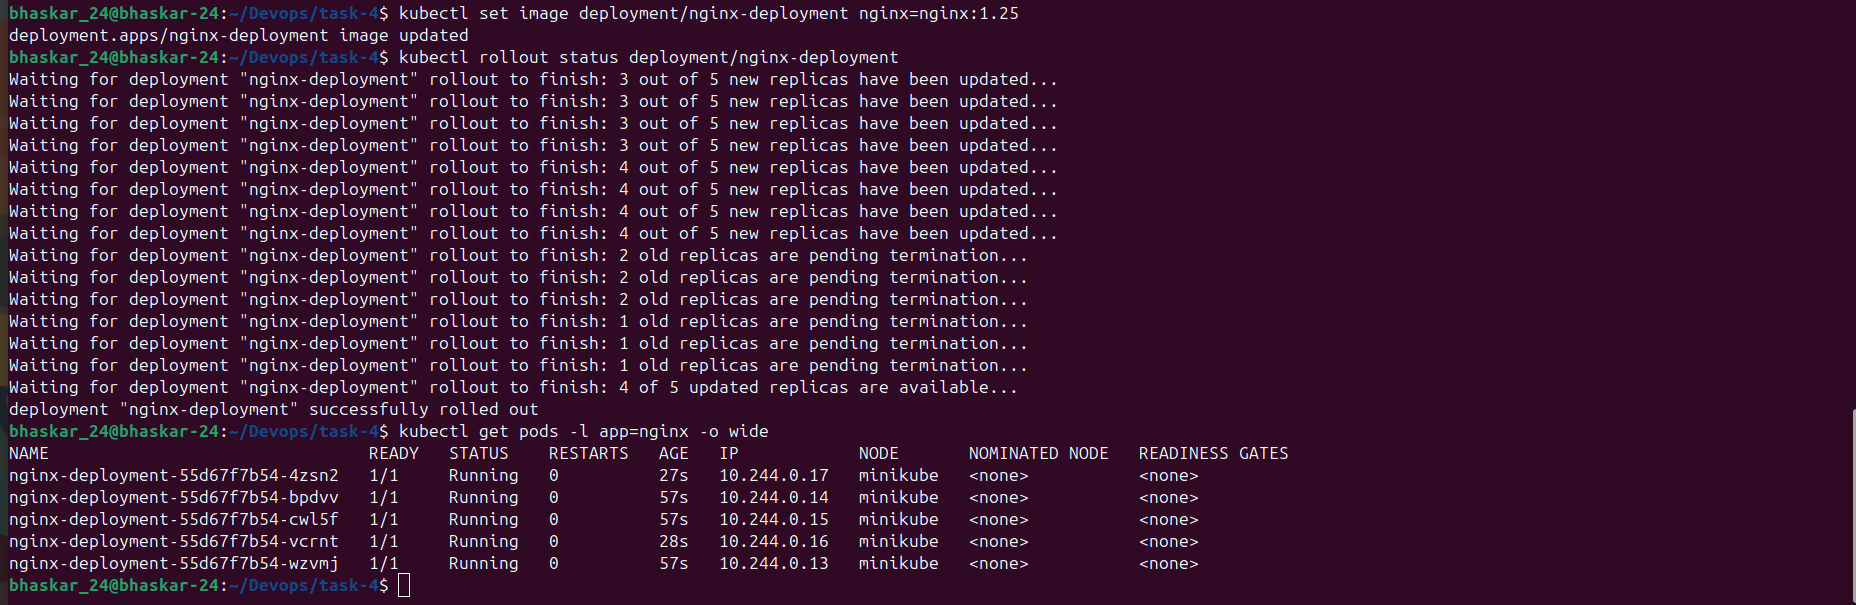 bhaskar_24@bhaskar-24:~/Devops/task-4$ kubectl set image deployment/nginx-deployment nginx=nginx:1.25
deployment.apps/nginx-deployment image updated
bhaskar_24@bhaskar-24:~/Devops/task-4$ kubectl rollout status deployment/nginx-deployment
Waiting for deployment "nginx-deployment" rollout to finish: 3 out of 5 new replicas have been updated...
Waiting for deployment "nginx-deployment" rollout to finish: 3 out of 5 new replicas have been updated...
Waiting for deployment "nginx-deployment" rollout to finish: 3 out of 5 new replicas have been updated...
Waiting for deployment "nginx-deployment" rollout to finish: 3 out of 5 new replicas have been updated...
Waiting for deployment "nginx-deployment" rollout to finish: 4 out of 5 new replicas have been updated...
Waiting for deployment "nginx-deployment" rollout to finish: 4 out of 5 new replicas have been updated...
Waiting for deployment "nginx-deployment" rollout to finish: 4 out of 5 new replicas have been updated...
Waiting for deployment "nginx-deployment" rollout to finish: 4 out of 5 new replicas have been updated...
Waiting for deployment "nginx-deployment" rollout to finish: 2 old replicas are pending termination...
Waiting for deployment "nginx-deployment" rollout to finish: 2 old replicas are pending termination...
Waiting for deployment "nginx-deployment" rollout to finish: 2 old replicas are pending termination...
Waiting for deployment "nginx-deployment" rollout to finish: 1 old replicas are pending termination...
Waiting for deployment "nginx-deployment" rollout to finish: 1 old replicas are pending termination...
Waiting for deployment "nginx-deployment" rollout to finish: 1 old replicas are pending termination...
Waiting for deployment "nginx-deployment" rollout to finish: 4 of 5 updated replicas are available...
deployment "nginx-deployment" successfully rolled out
bhaskar_24@bhaskar-24:~/Devops/task-4$ kubectl get pods -l app=nginx -o wide
NAME                                READY   STATUS    RESTARTS   AGE   IP            NODE       NOMINATED NODE   READINESS GATES
nginx-deployment-55d67f7b54-4zsn2   1/1     Running   0          27s   10.244.0.17   minikube   <none>           <none>
nginx-deployment-55d67f7b54-bpdvv   1/1     Running   0          57s   10.244.0.14   minikube   <none>           <none>
nginx-deployment-55d67f7b54-cwl5f   1/1     Running   0          57s   10.244.0.15   minikube   <none>           <none>
nginx-deployment-55d67f7b54-vcrnt   1/1     Running   0          28s   10.244.0.16   minikube   <none>           <none>
nginx-deployment-55d67f7b54-wzvmj   1/1     Running   0          57s   10.244.0.13   minikube   <none>           <none>
bhaskar_24@bhaskar-24:~/Devops/task-4$